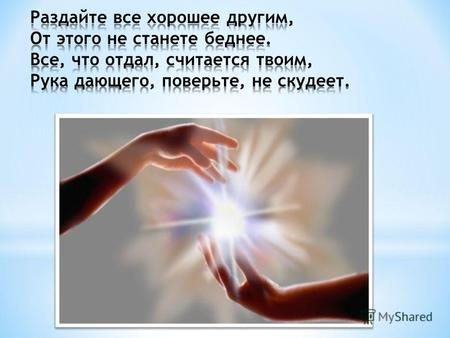 Раздайте все хорошее другим,
От этого не станете беднее.
Все, что отдал, считается твоим,
Рука дающего, поверьте, не скудеет.
MyShared